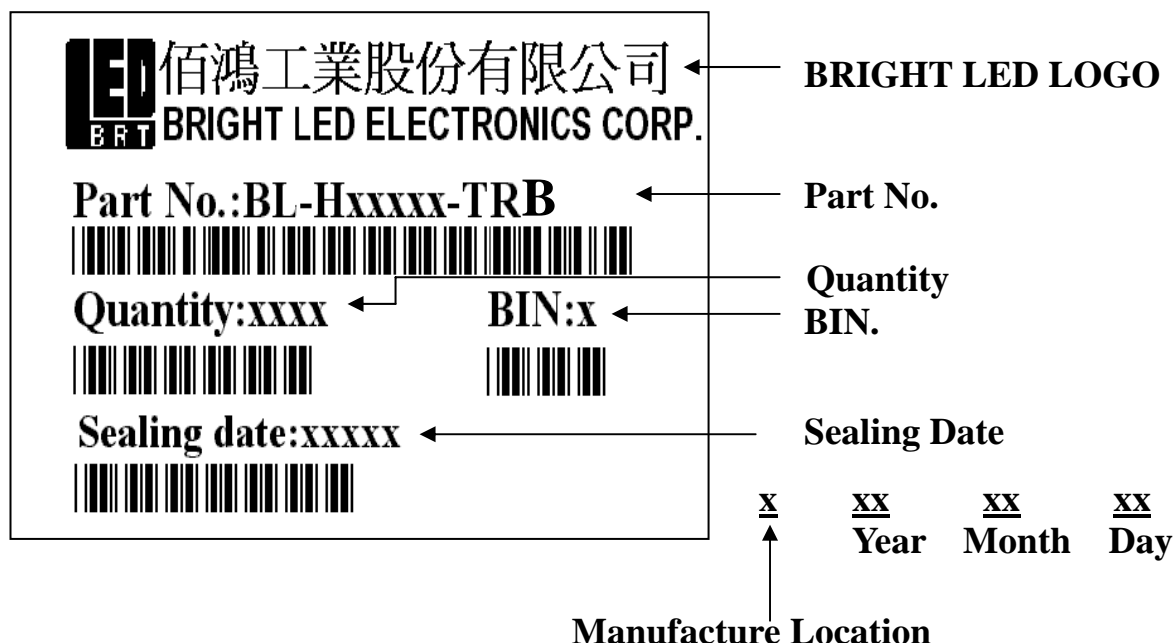 LED
BRT
佰鴻工業股份有限公司
BRIGHT LED ELECTRONICS CORP.
BRIGHT LED LOGO
Part No.:BL-Hxxxxx-TRB
Part No.
Quantity:xxxx
BIN:x
Quantity
BIN.
Sealing date:xxxxx
Sealing Date
x xx xx xx
Year Month Day
Manufacture Location